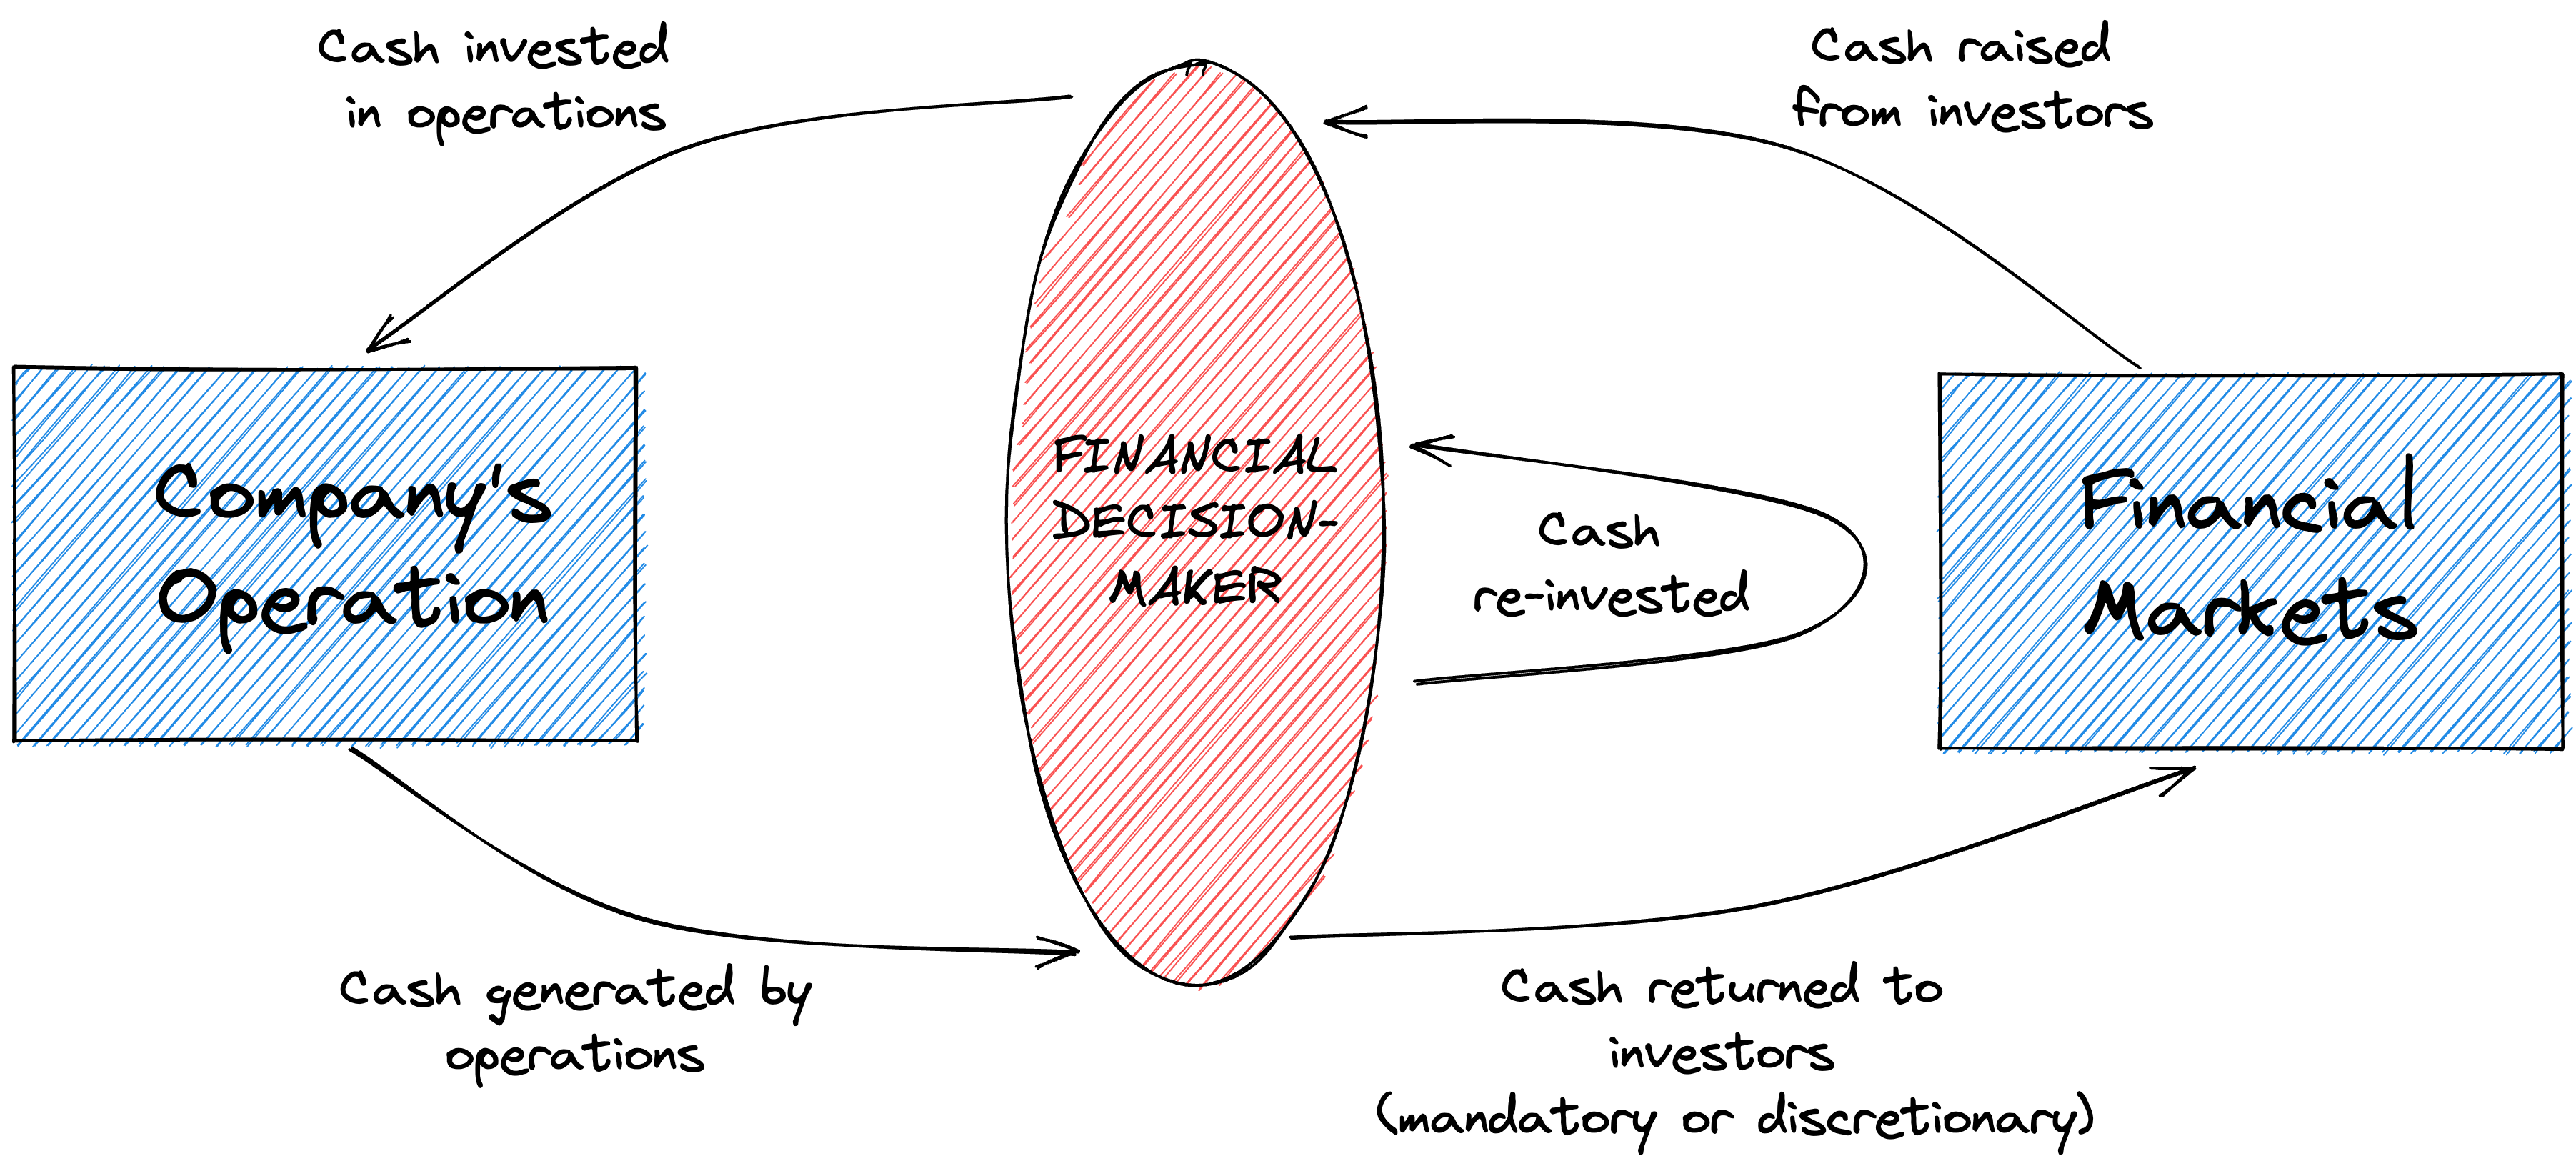 Cash invested
in operations
Cash raised
from investors
Company's
Operation
FINANCIAL
DECISION-
MAKER
Cash
re-invested
Financial
Markets
Cash generated by
operations
Cash returned to
investors
(mandatory or discretionary)